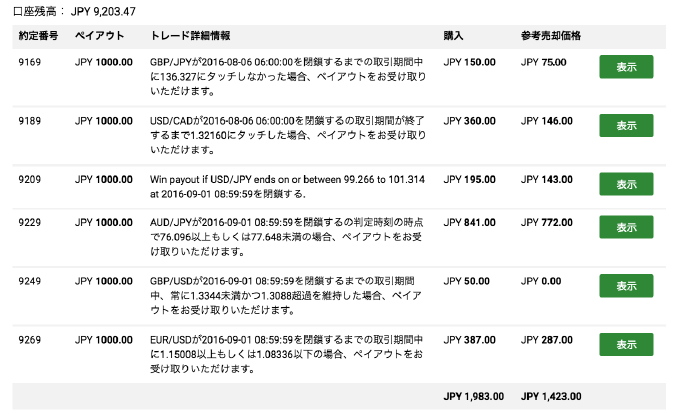 口座残高： JPY 9,203.47
約定番号 ペイアウト トレード詳細情報 購入 参考売却価格
9169 JPY 1000.00 GBP/JPYが2016-08-06 06:00:00を閉鎖するまでの取引期間中 JPY 150.00 JPY 75.00 表示
に136.327にタッチしなかった場合、ペイアウトをお受け取り
いただけます。
9189 JPY 1000.00 USD/CADが2016-08-06 06:00:00を閉鎖するの取引期間が終了 JPY 360.00 JPY 146.00 表示
するまで1.32160にタッチした場合、ペイアウトをお受け取り
いただけます。
9209 JPY 1000.00 Win payout if USD/JPY ends on or between 99.266 to 101.314 JPY 195.00 JPY 143.00 表示
at 2016-09-01 08:59:59を閉鎖する.
9229 JPY 1000.00 AUD/JPYが2016-09-01 08:59:59を閉鎖するの判定時刻の時点 JPY 841.00 JPY 772.00 表示
で76.096以上もしくは77.648未満の場合、ペイアウトをお受
け取りいただけます。
9249 JPY 1000.00 GBP/USDが2016-09-01 08:59:59を閉鎖するまでの取引期間 JPY 50.00 JPY 0.00 表示
中、常に1.3344未満かつ1.3088超過を維持した場合、ペイア
ウトをお受け取りいただけます。
9269 JPY 1000.00 EUR/USDが2016-09-01 08:59:59を閉鎖するまでの取引期間中 JPY 387.00 JPY 287.00 表示
に1.15008以上もしくは1.08336以下の場合、ペイアウトをお
受け取りいただけます。
JPY 1,983.00 JPY 1,423.00